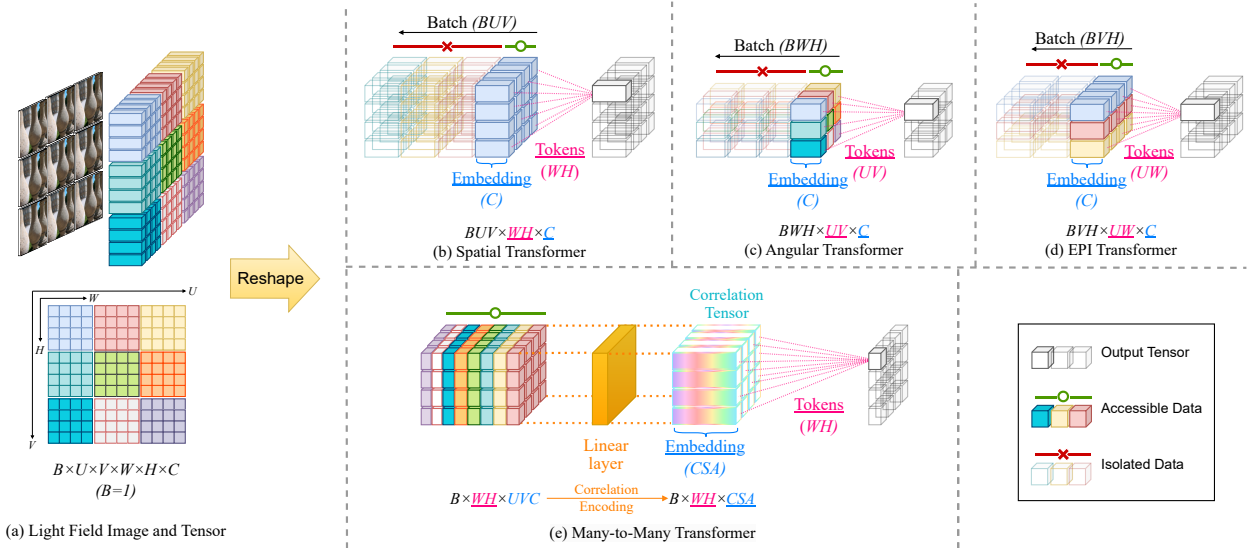 U
W
H
V
B×U×V×W×H×C
(B=1)
(a) Light Field Image and Tensor
Reshape
Batch (BUV)
Tokens
(WH)
Embedding
(C)
BUV×WH×C
(b) Spatial Transformer
Batch (BWH)
Tokens
(UV)
Embedding
(C)
BWH×UV×C
(c) Angular Transformer
Batch (BVH)
Tokens
(UW)
Embedding
(C)
BVH×UW×C
(d) EPI Transformer
Correlation
Tensor
Linear
layer
Embedding
(CSA)
Tokens
(WH)
B×WH×UVC
Correlation
Encoding
B×WH×CSA
(e) Many-to-Many Transformer
Output Tensor
Accessible Data
Isolated Data